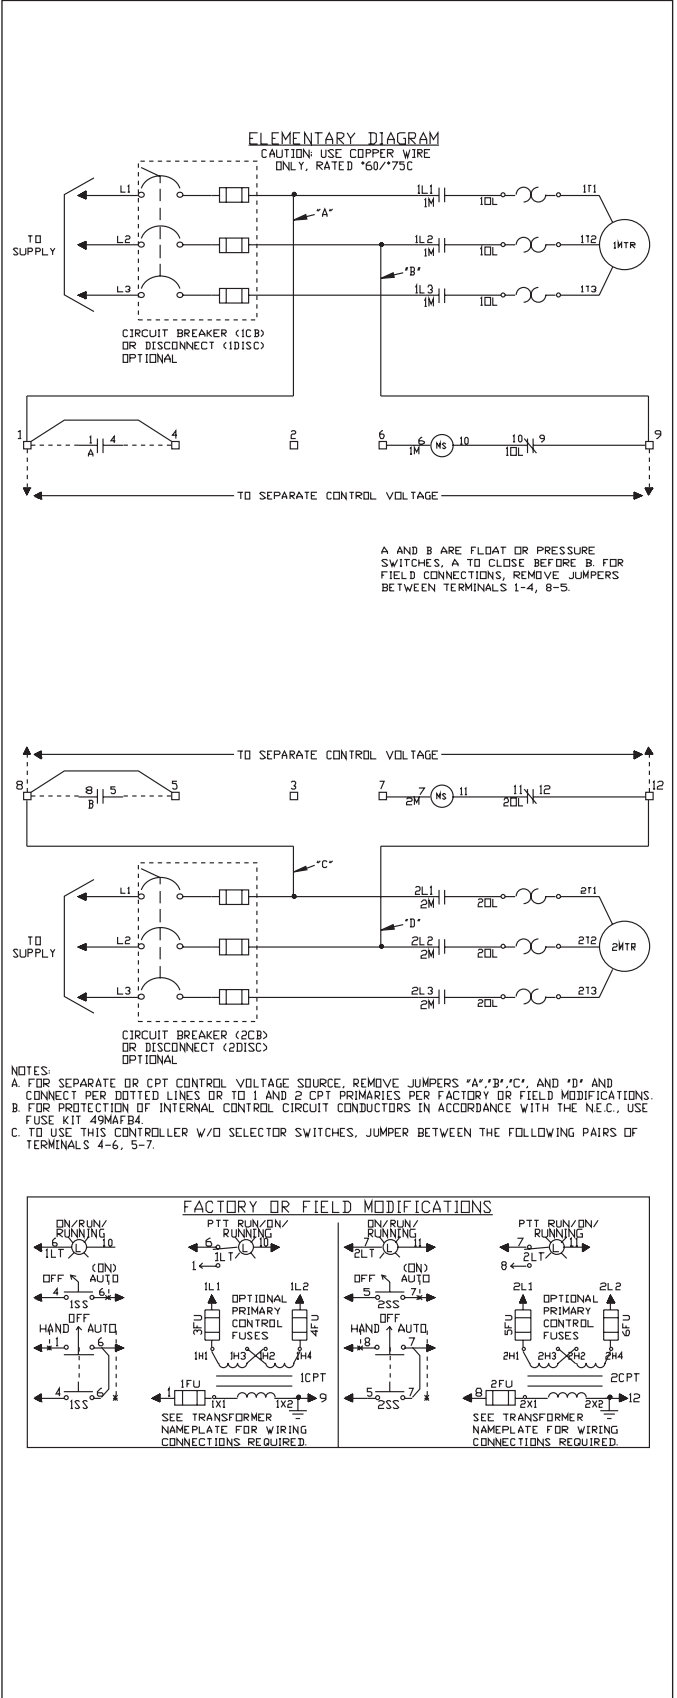 ELEMENTARY DIAGRAM
CAUTION: USE COPPER WIRE
ONLY, RATED °60/°75C
L1
1L1
1M
1OL
1T1
"A"
TO
SUPPLY
L2
1L2
1M
1OL
1T2
1MTR
"B"
L3
1L3
1M
1OL
1T3
CIRCUIT BREAKER (1CB)
OR DISCONNECT (1DISC)
OPTIONAL
1
1
4
A
4
2
6
6
1M
MS
10
10
9
1OL
9
TO SEPARATE CONTROL VOLTAGE
A AND B ARE FLOAT OR PRESSURE
SWITCHES, A TO CLOSE BEFORE B. FOR
FIELD CONNECTIONS, REMOVE JUMPERS
BETWEEN TERMINALS 1-4, 8-5.
TO SEPARATE CONTROL VOLTAGE
8
8
5
B
5
3
7
7
2M
MS
11
11
12
2OL
12
"C"
L1
2L1
2M
2OL
2T1
"D"
TO
SUPPLY
L2
2L2
2M
2OL
2T2
2MTR
L3
2L3
2M
2OL
2T3
CIRCUIT BREAKER (2CB)
OR DISCONNECT (2DISC)
OPTIONAL
NOTES:
A. FOR SEPARATE OR CPT CONTROL VOLTAGE SOURCE, REMOVE JUMPERS "A","B","C", AND "D" AND
CONNECT PER DOTTED LINES OR TO 1 AND 2 CPT PRIMARIES PER FACTORY OR FIELD MODIFICATIONS.
B. FOR PROTECTION OF INTERNAL CONTROL CIRCUIT CONDUCTORS IN ACCORDANCE WITH THE N.E.C., USE
FUSE KIT 49MAFB4.
C. TO USE THIS CONTROLLER W/O SELECTOR SWITCHES, JUMPER BETWEEN THE FOLLOWING PAIRS OF
TERMINALS 4-6, 5-7.
FACTORY OR FIELD MODIFICATIONS
ON/RUN/
RUNNING
6
1LT
L
10
OFF
(ON)
AUTO
4
1SS
6
OFF
HAND
AUTO
1
6
4
1SS
6
PTT RUN/ON/
RUNNING
6
1LT
L
10
1
1L1
1L2
OPTIONAL
PRIMARY
CONTROL
FUSES
3FU
4FU
1H1
1H3
1H2
1H4
1CPT
1
1FU
1X1
1X2
9
SEE TRANSFORMER
NAMEPLATE FOR WIRING
CONNECTIONS REQUIRED.
ON/RUN/
RUNNING
7
2LT
L
11
OFF
(ON)
AUTO
5
2SS
7
OFF
HAND
AUTO
8
7
5
2SS
7
PTT RUN/ON/
RUNNING
7
2LT
L
11
8
2L1
2L2
OPTIONAL
PRIMARY
CONTROL
FUSES
5FU
6FU
2H1
2H3
2H2
2H4
2CPT
8
2FU
2X1
2X2
12
SEE TRANSFORMER
NAMEPLATE FOR WIRING
CONNECTIONS REQUIRED.